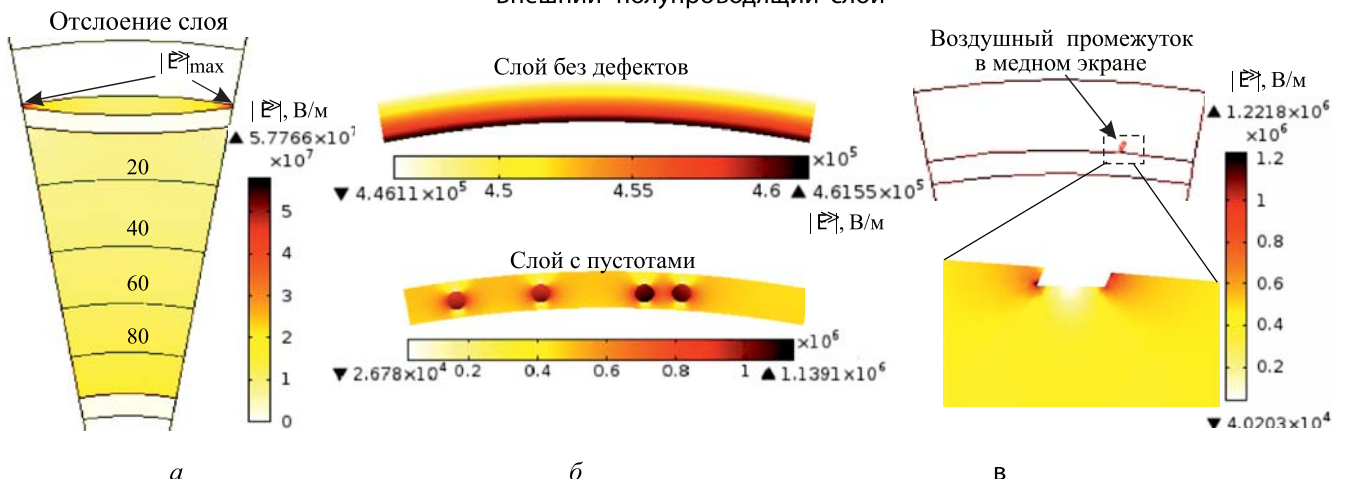 внешний полупроводящий слой
Отслоение слоя
|E|max
|E|, В/м
▲ 5.7766×10⁷
×10⁷
5
4
3
2
1
0
20
40
60
80
а
Слой без дефектов
×10⁵
▼ 4.4611×10⁵ 4.5 4.55 4.6 ▲ 4.6155×10⁵
|E|, В/м
Слой с пустотами
×10⁶
▼ 2.678×10⁴ 0.2 0.4 0.6 0.8 1 ▲ 1.1391×10⁶
б
Воздушный промежуток
в медном экране
|E|, В/м
▲ 1.2218×10⁶
×10⁶
1.2
1
0.8
0.6
0.4
0.2
▼ 4.0203×10⁴
в